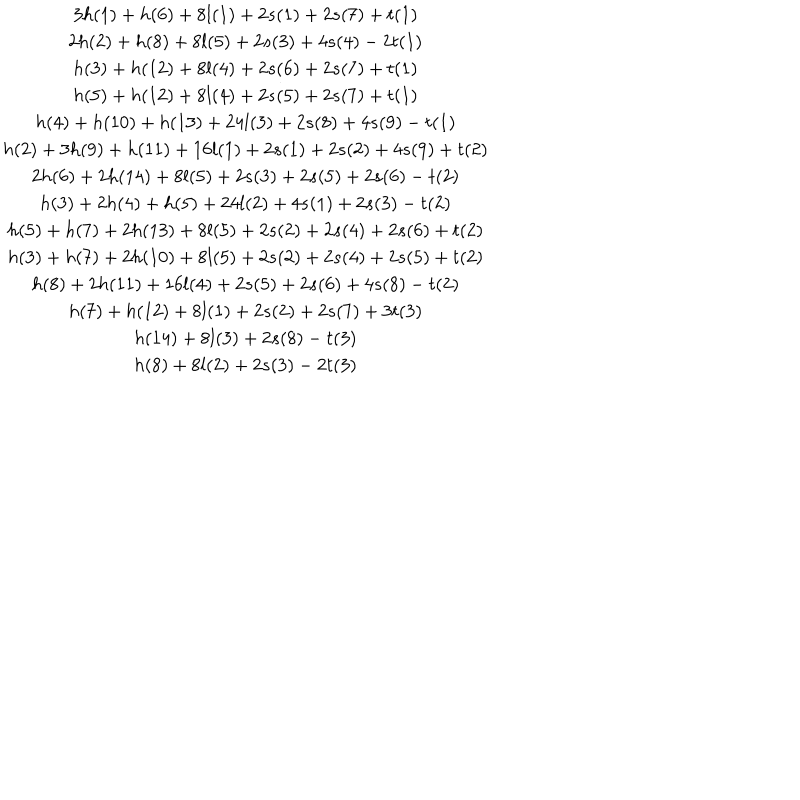 3h(1) + h(6) + 8l(1) + 2s(1) + 2s(7) + t(1)
2h(2) + h(8) + 8l(5) + 2s(3) + 4s(4) − 2t(1)
h(3) + h(12) + 8l(4) + 2s(6) + 2s(7) + t(1)
h(5) + h(12) + 8l(4) + 2s(5) + 2s(7) + t(1)
h(4) + h(10) + h(13) + 24l(3) + 2s(8) + 4s(9) − t(1)
h(2) + 3h(9) + h(11) + 16l(1) + 2s(1) + 2s(2) + 4s(9) + t(2)
2h(6) + 2h(14) + 8l(5) + 2s(3) + 2s(5) + 2s(6) − t(2)
h(3) + 2h(4) + h(5) + 24l(2) + 4s(1) + 2s(3) − t(2)
h(5) + h(7) + 2h(13) + 8l(5) + 2s(2) + 2s(4) + 2s(6) + t(2)
h(3) + h(7) + 2h(10) + 8l(5) + 2s(2) + 2s(4) + 2s(5) + t(2)
h(8) + 2h(11) + 16l(4) + 2s(5) + 2s(6) + 4s(8) − t(2)
h(7) + h(12) + 8l(1) + 2s(2) + 2s(7) + 3t(3)
h(14) + 8l(3) + 2s(8) − t(3)
h(8) + 8l(2) + 2s(3) − 2t(3)